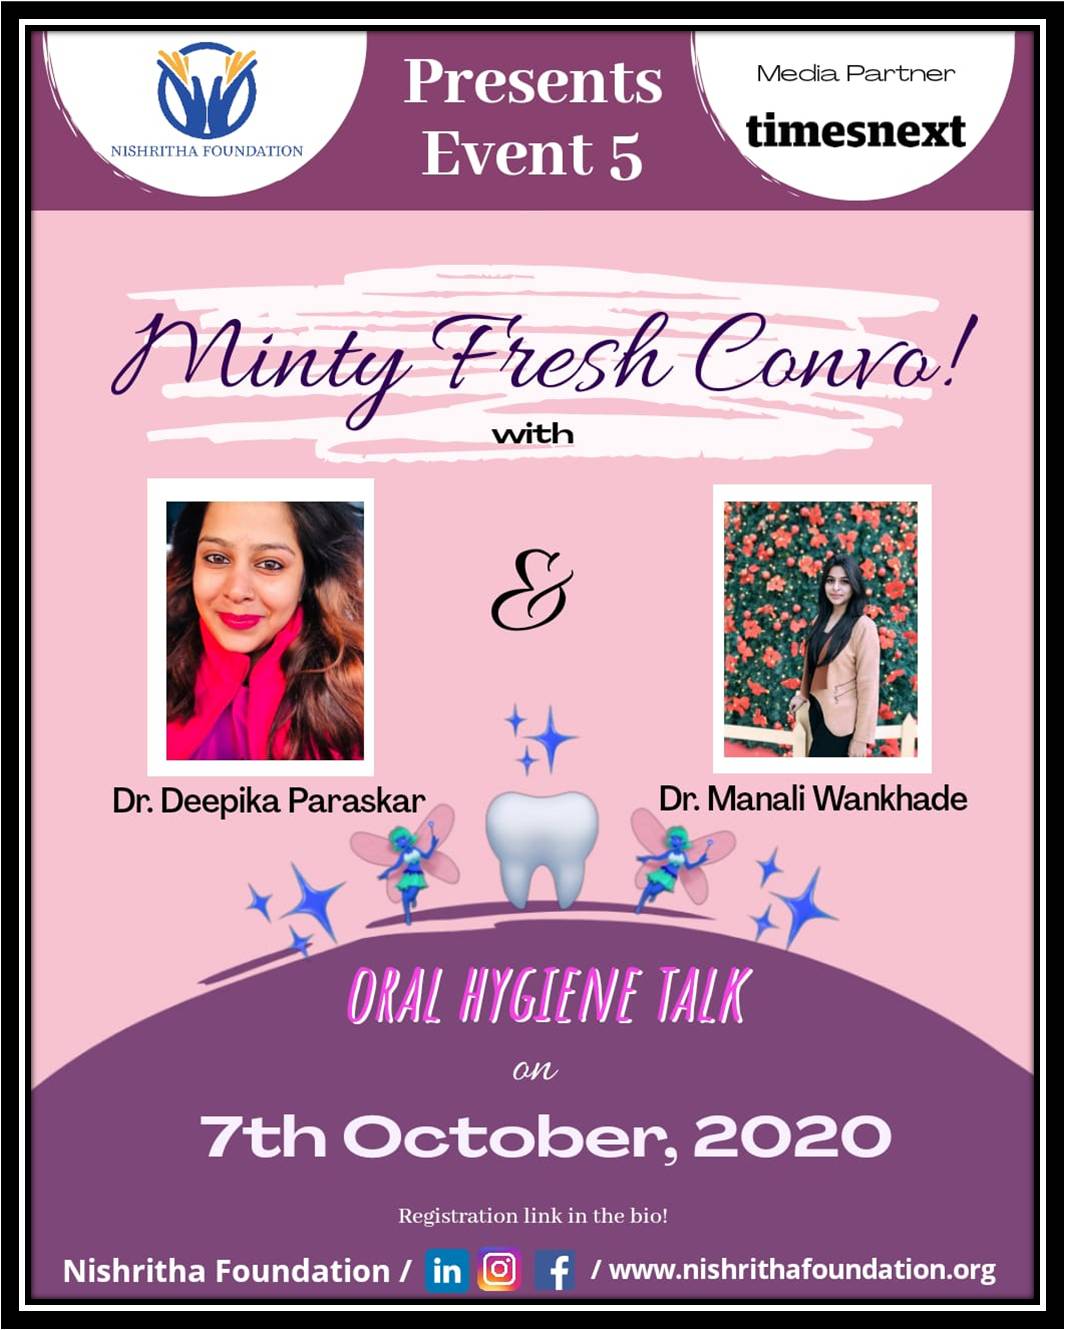 NISHRITHA FOUNDATION
Presents
Event 5
Media Partner
timesnext
Minty Fresh Convo!
with
&
Dr. Deepika Paraskar
Dr. Manali Wankhade
ORAL HYGIENE TALK
on
7th October, 2020
Registration link in the bio!
Nishritha Foundation / in f / www.nishrithafoundation.org